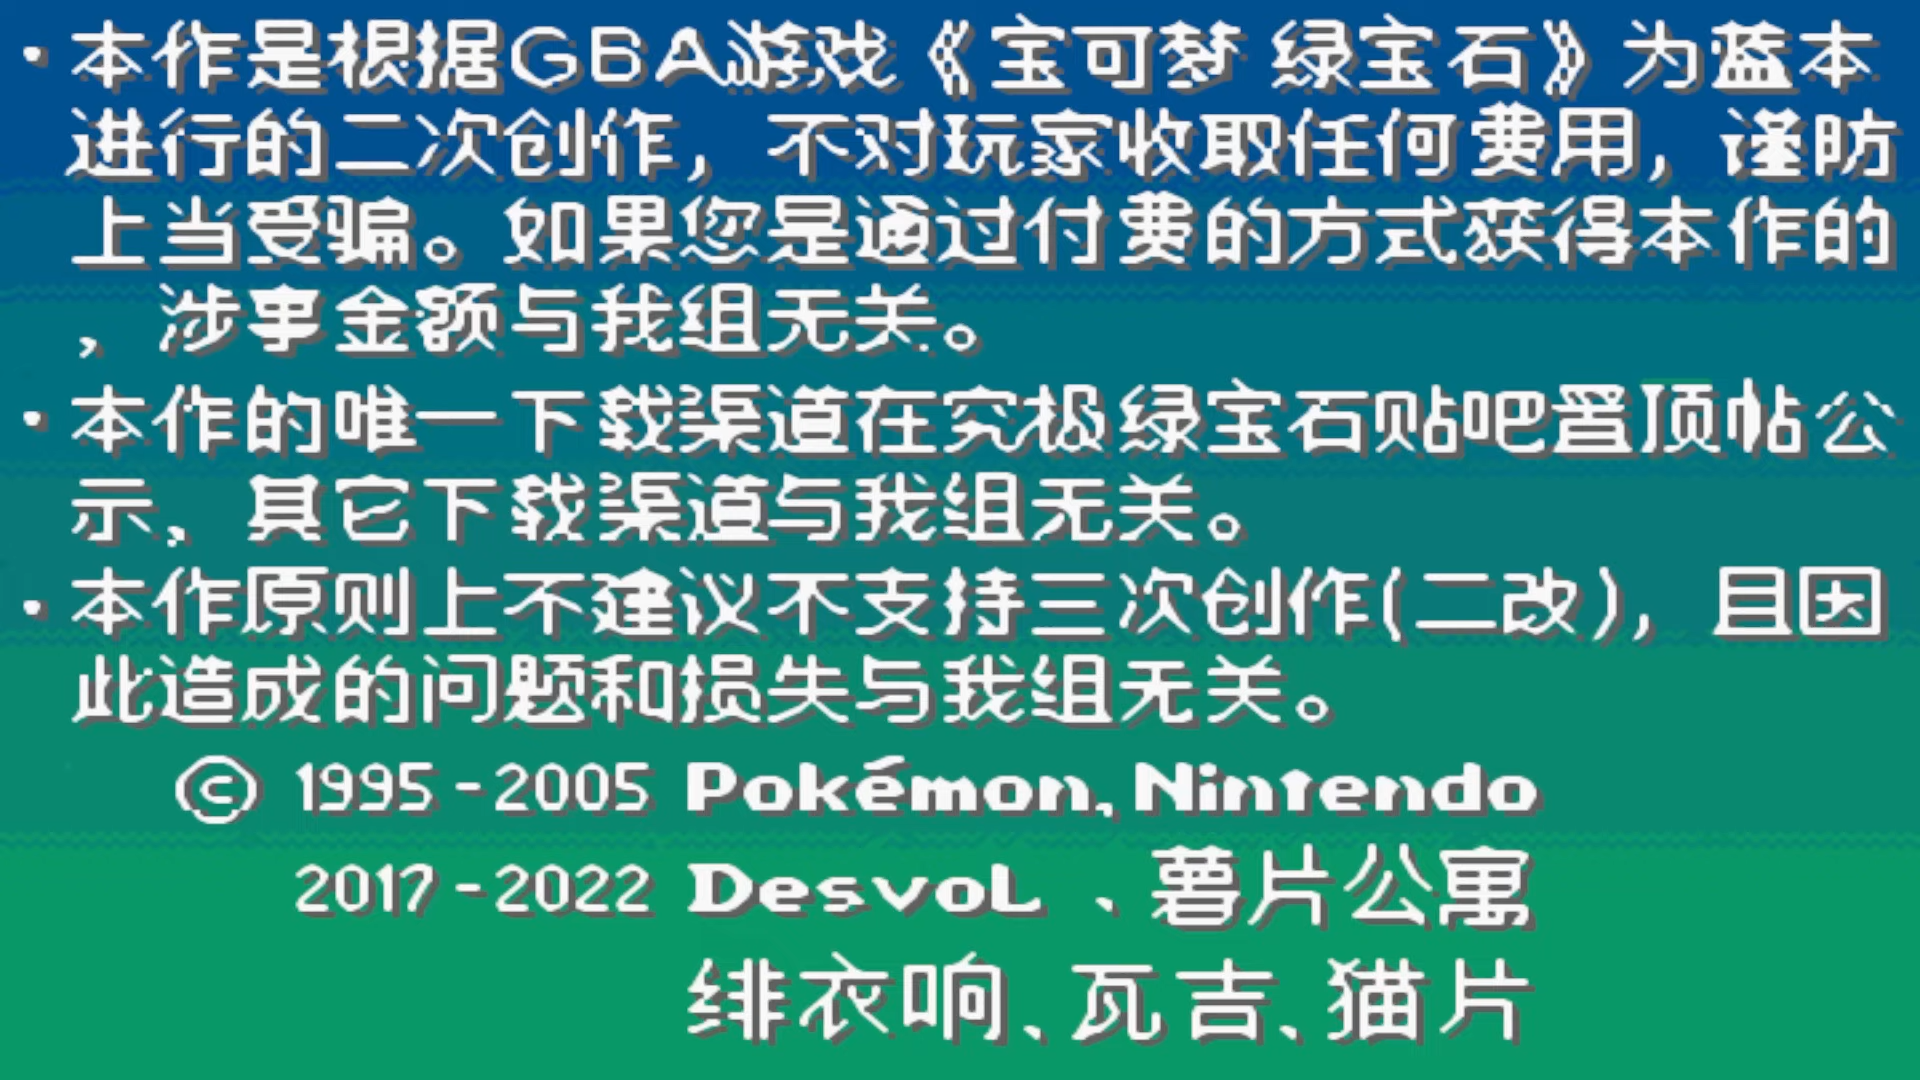 ·本作是根据GBA游戏《宝可梦 绿宝石》为蓝本
进行的二次创作，不对玩家收取任何费用，谨防
上当受骗。如果您是通过付费的方式获得本作的
，涉事金额与我组无关。
·本作的唯一下载渠道在究极绿宝石贴吧置顶帖公
示，其它下载渠道与我组无关。
·本作原则上不建议不支持三次创作(二改)，且因
此造成的问题和损失与我组无关。
© 1995-2005 Pokémon,Nintendo
2017-2022 DesvoL 、薯片公寓
绯衣响、瓦吉、猫片